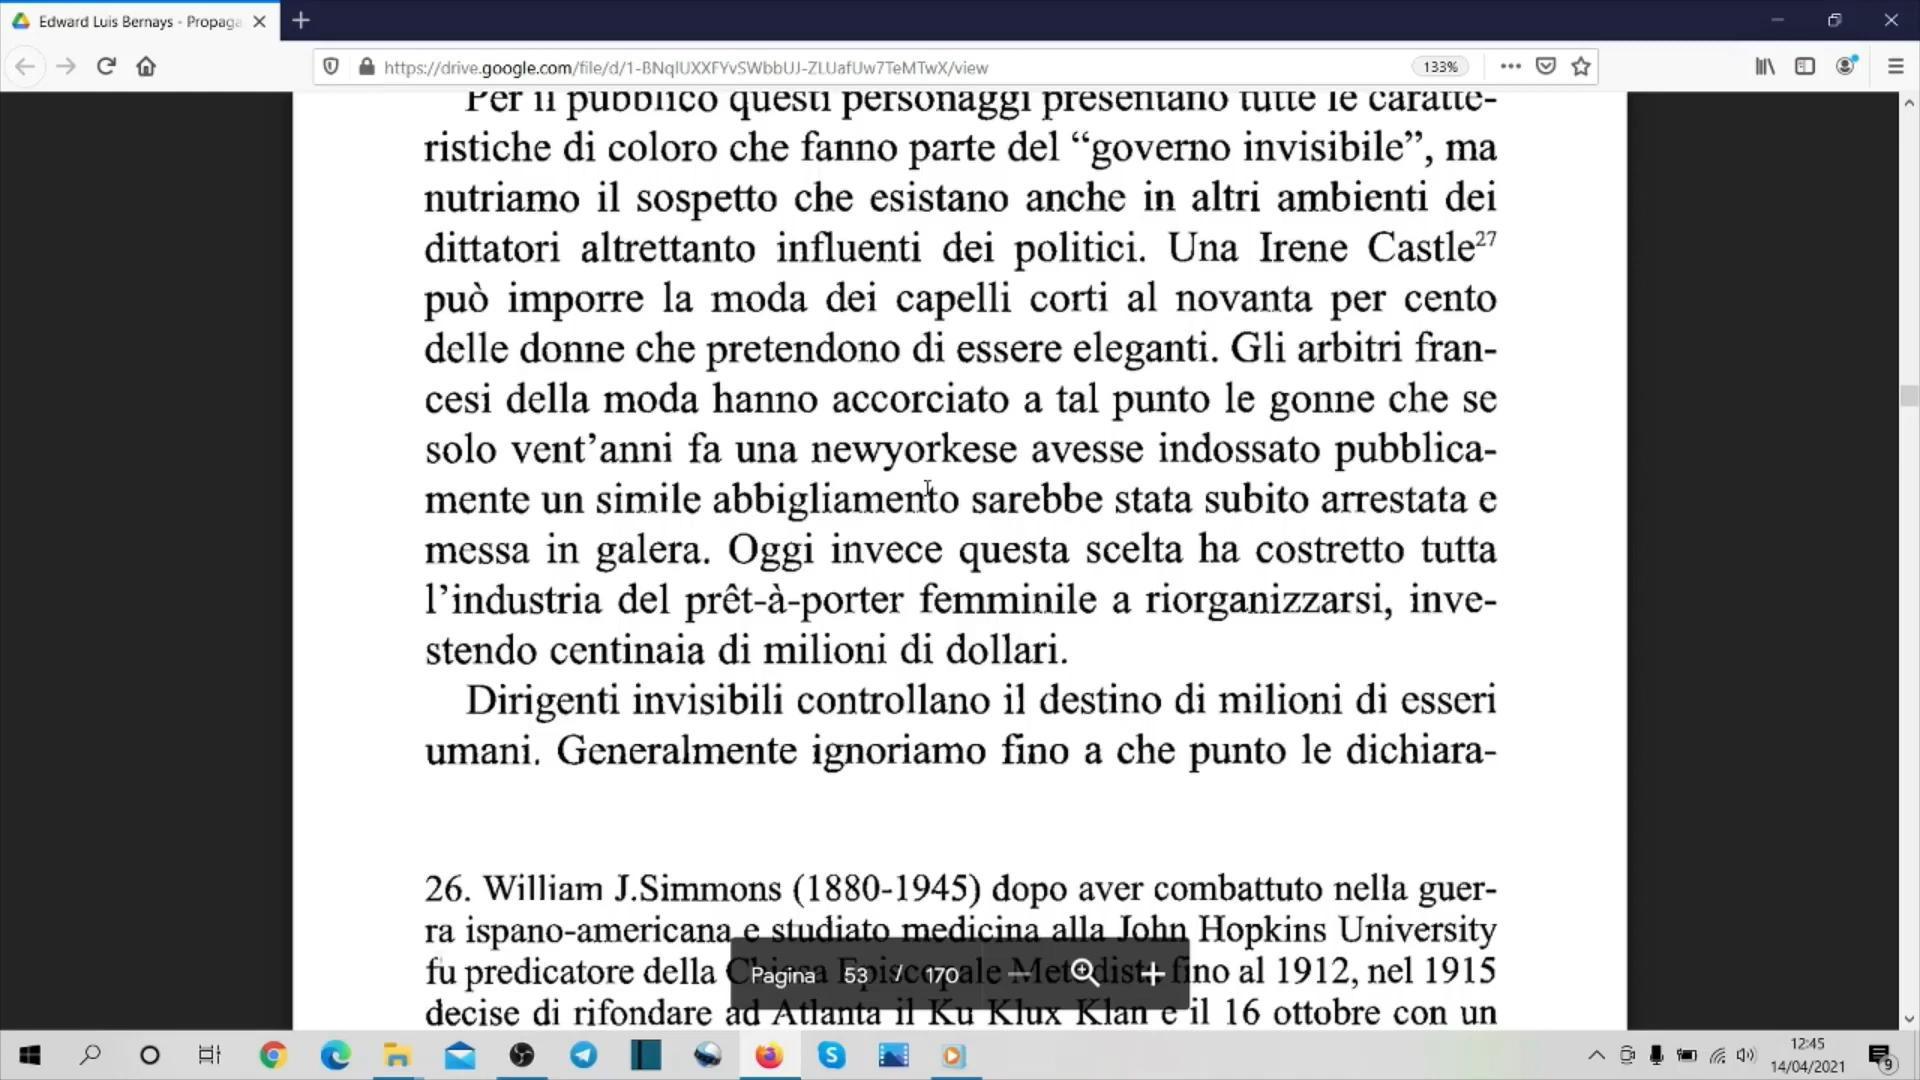 Edward Luis Bernays - Propaga
https://drive.google.com/file/d/1-BNqlUXXFYvSWbbUJ-ZLUafUw7TeMTwX/view
133%
Per il pubblico questi personaggi presentano tutte le caratte-
ristiche di coloro che fanno parte del “governo invisibile”, ma
nutriamo il sospetto che esistano anche in altri ambienti dei
dittatori altrettanto influenti dei politici. Una Irene Castle27
può imporre la moda dei capelli corti al novanta per cento
delle donne che pretendono di essere eleganti. Gli arbitri fran-
cesi della moda hanno accorciato a tal punto le gonne che se
solo vent’anni fa una newyorkese avesse indossato pubblica-
mente un simile abbigliamento sarebbe stata subito arrestata e
messa in galera. Oggi invece questa scelta ha costretto tutta
l’industria del prêt-à-porter femminile a riorganizzarsi, inve-
stendo centinaia di milioni di dollari.
Dirigenti invisibili controllano il destino di milioni di esseri
umani. Generalmente ignoriamo fino a che punto le dichiara-
26. William J.Simmons (1880-1945) dopo aver combattuto nella guer-
ra ispano-americana e studiato medicina alla John Hopkins University
fu predicatore della Chiesa Episcopale Metodista fino al 1912, nel 1915
Pagina 53 / 170
decise di rifondare ad Atlanta il Ku Klux Klan e il 16 ottobre con un
12:45
14/04/2021
9